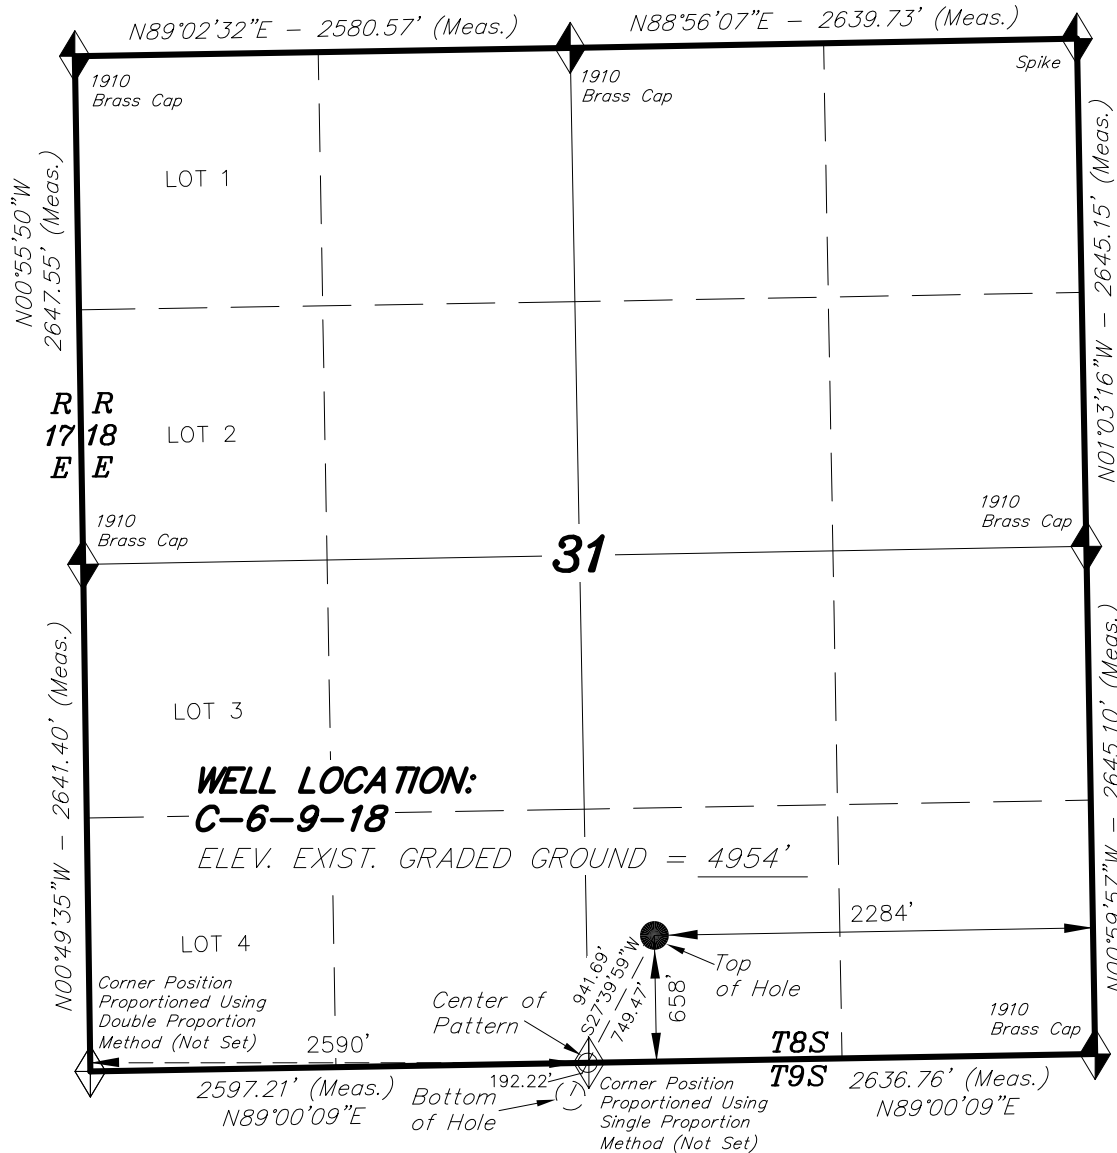 N89°02'32"E - 2580.57' (Meas.)
N88°56'07"E - 2639.73' (Meas.)
1910
Brass Cap
1910
Brass Cap
Spike
N00°55'50"W
2647.55' (Meas.)
N01°03'16"W - 2645.15' (Meas.)
LOT 1
R R
17 18
E E
LOT 2
1910
Brass Cap
1910
Brass Cap
31
N00°49'35"W - 2641.40' (Meas.)
N00°59'57"W - 2645.10' (Meas.)
LOT 3
WELL LOCATION:
C-6-9-18
ELEV. EXIST. GRADED GROUND = 4954'
2284'
LOT 4
941.69'
S27°39'59"W
749.47'
Top
of Hole
658'
Corner Position
Proportioned Using
Double Proportion
Method (Not Set)
Center of
Pattern
1910
Brass Cap
2590'
T8S
T9S
2597.21' (Meas.)
N89°00'09"E
192.22'
Bottom
of Hole
Corner Position
Proportioned Using
Single Proportion
Method (Not Set)
2636.76' (Meas.)
N89°00'09"E